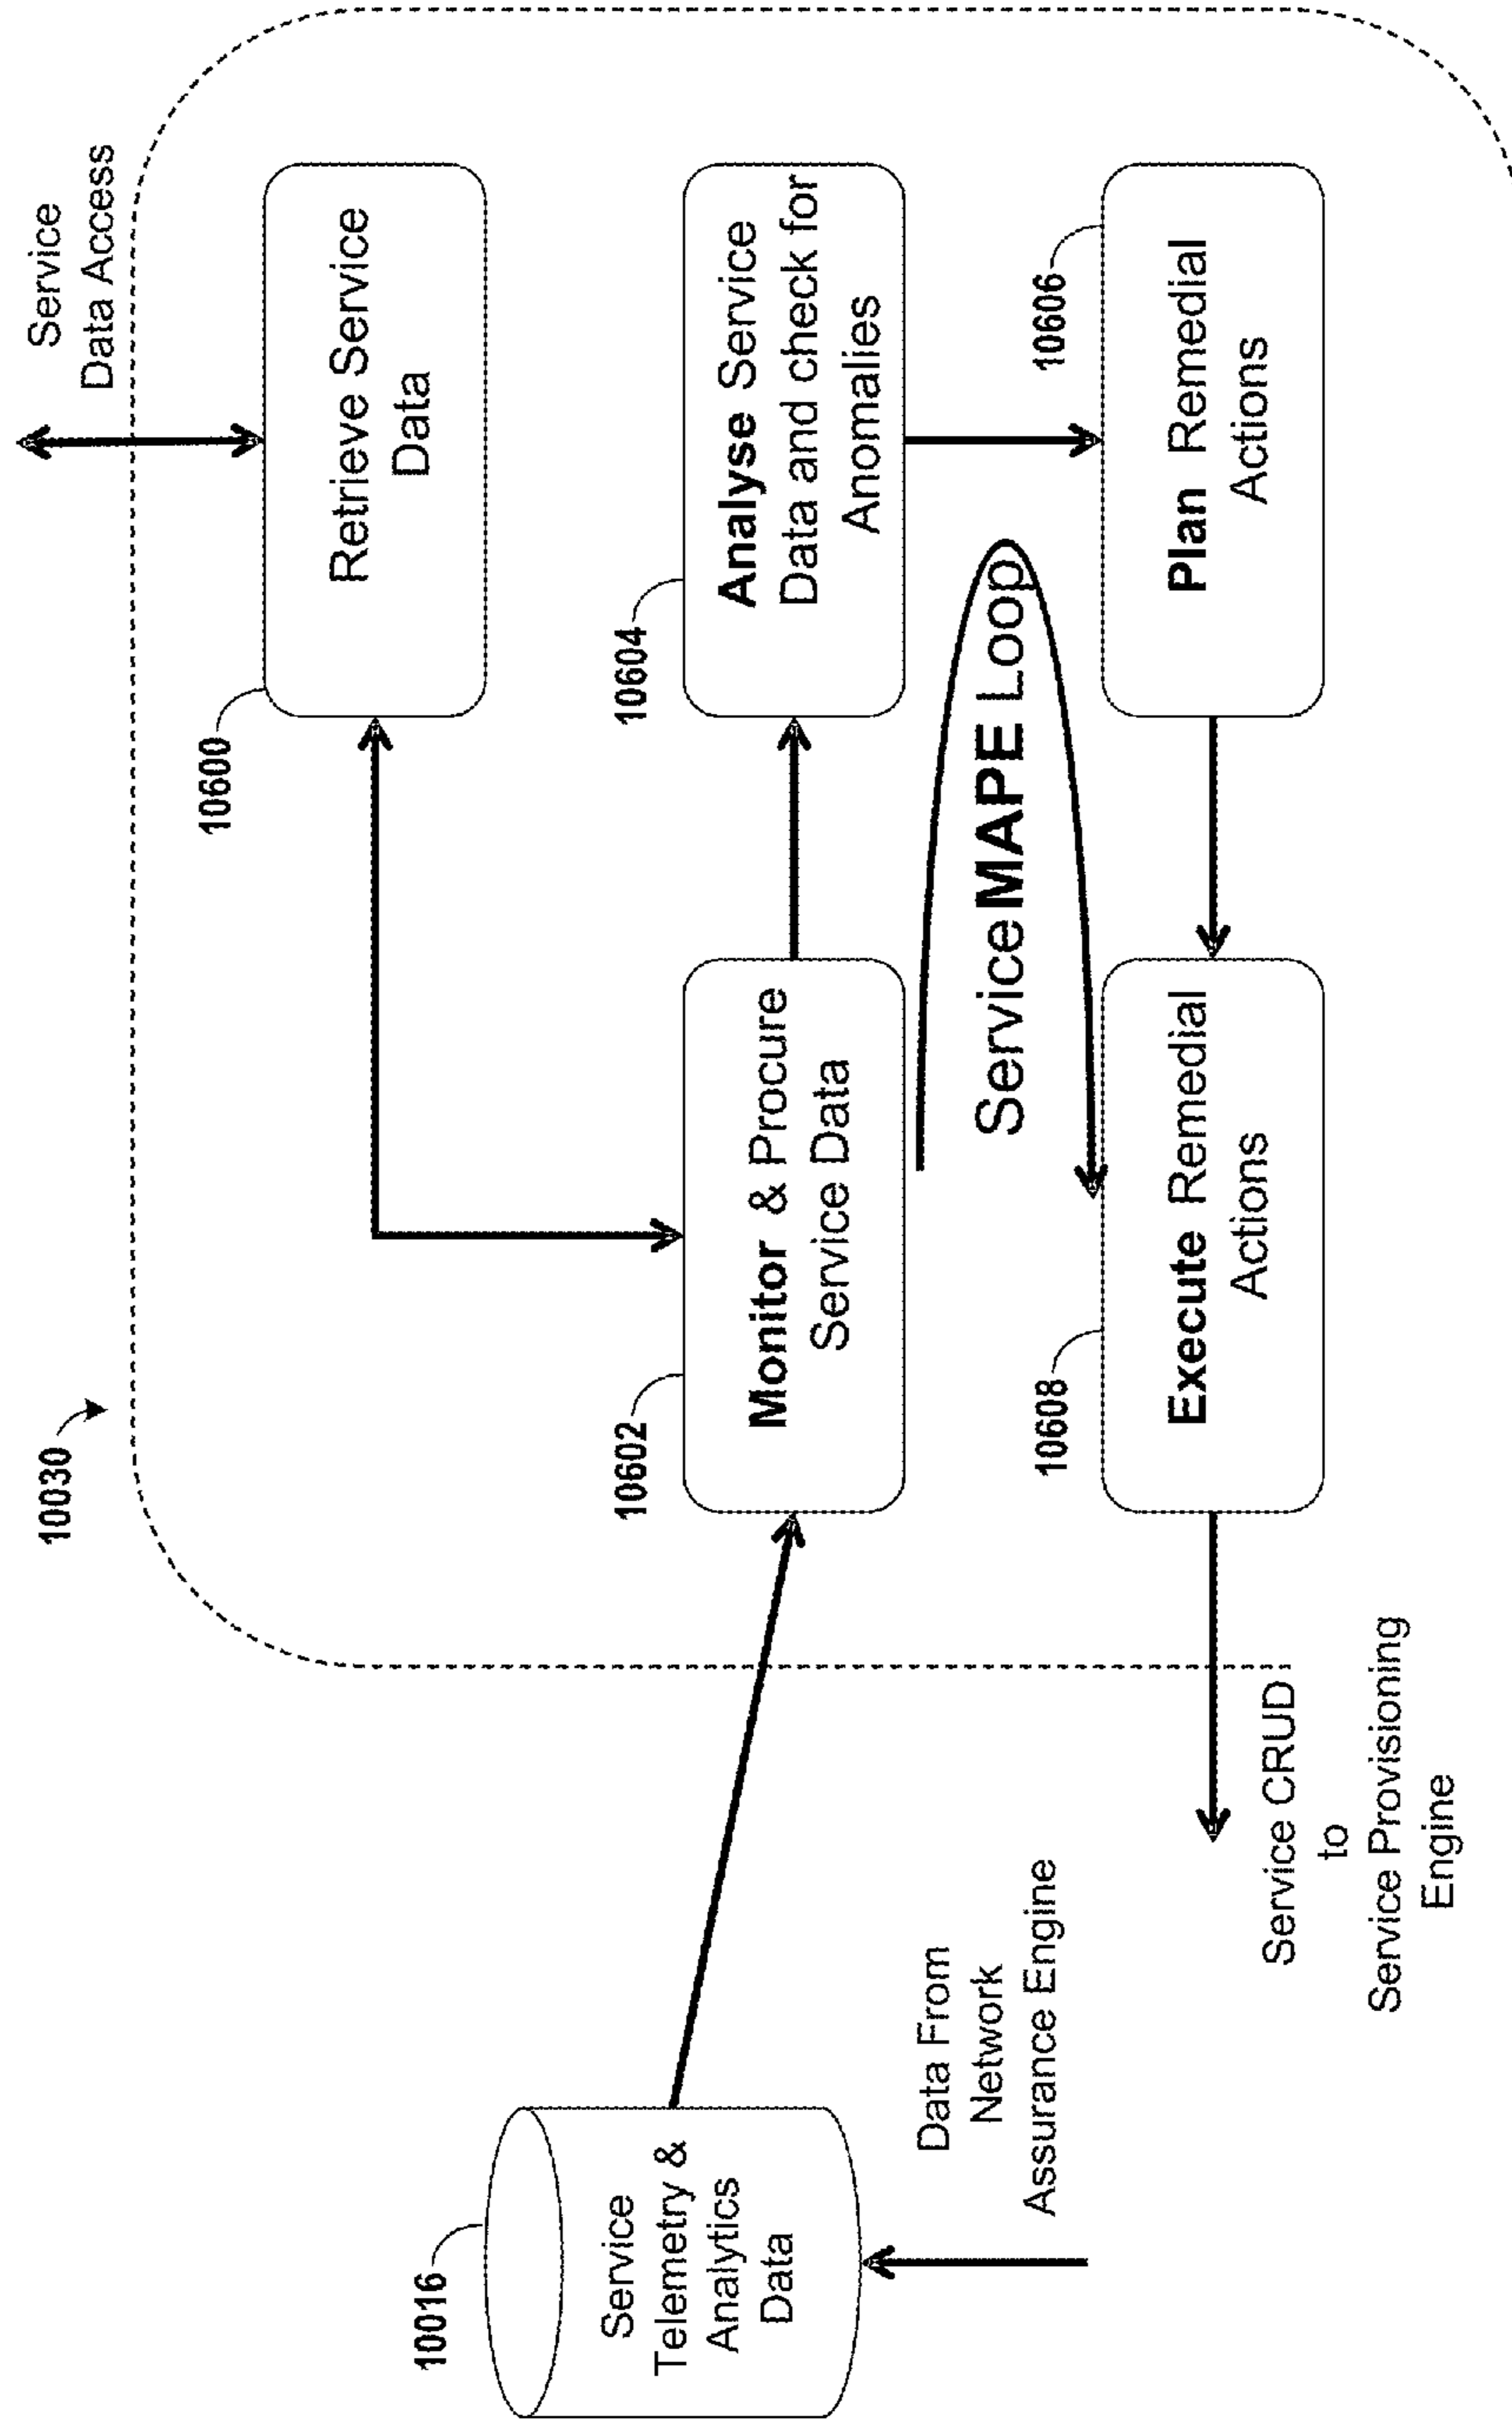 10030
Service
Data Access
10600
Retrieve Service
Data
10016
Service
Telemetry &
Analytics
Data
10602
Monitor & Procure
Service Data
10604
Analyse Service
Data and check for
Anomalies
Service MAPE Loop
Data From
Network
Assurance Engine
10608
Execute Remedial
Actions
10606
Plan Remedial
Actions
Service CRUD
to
Service Provisioning
Engine